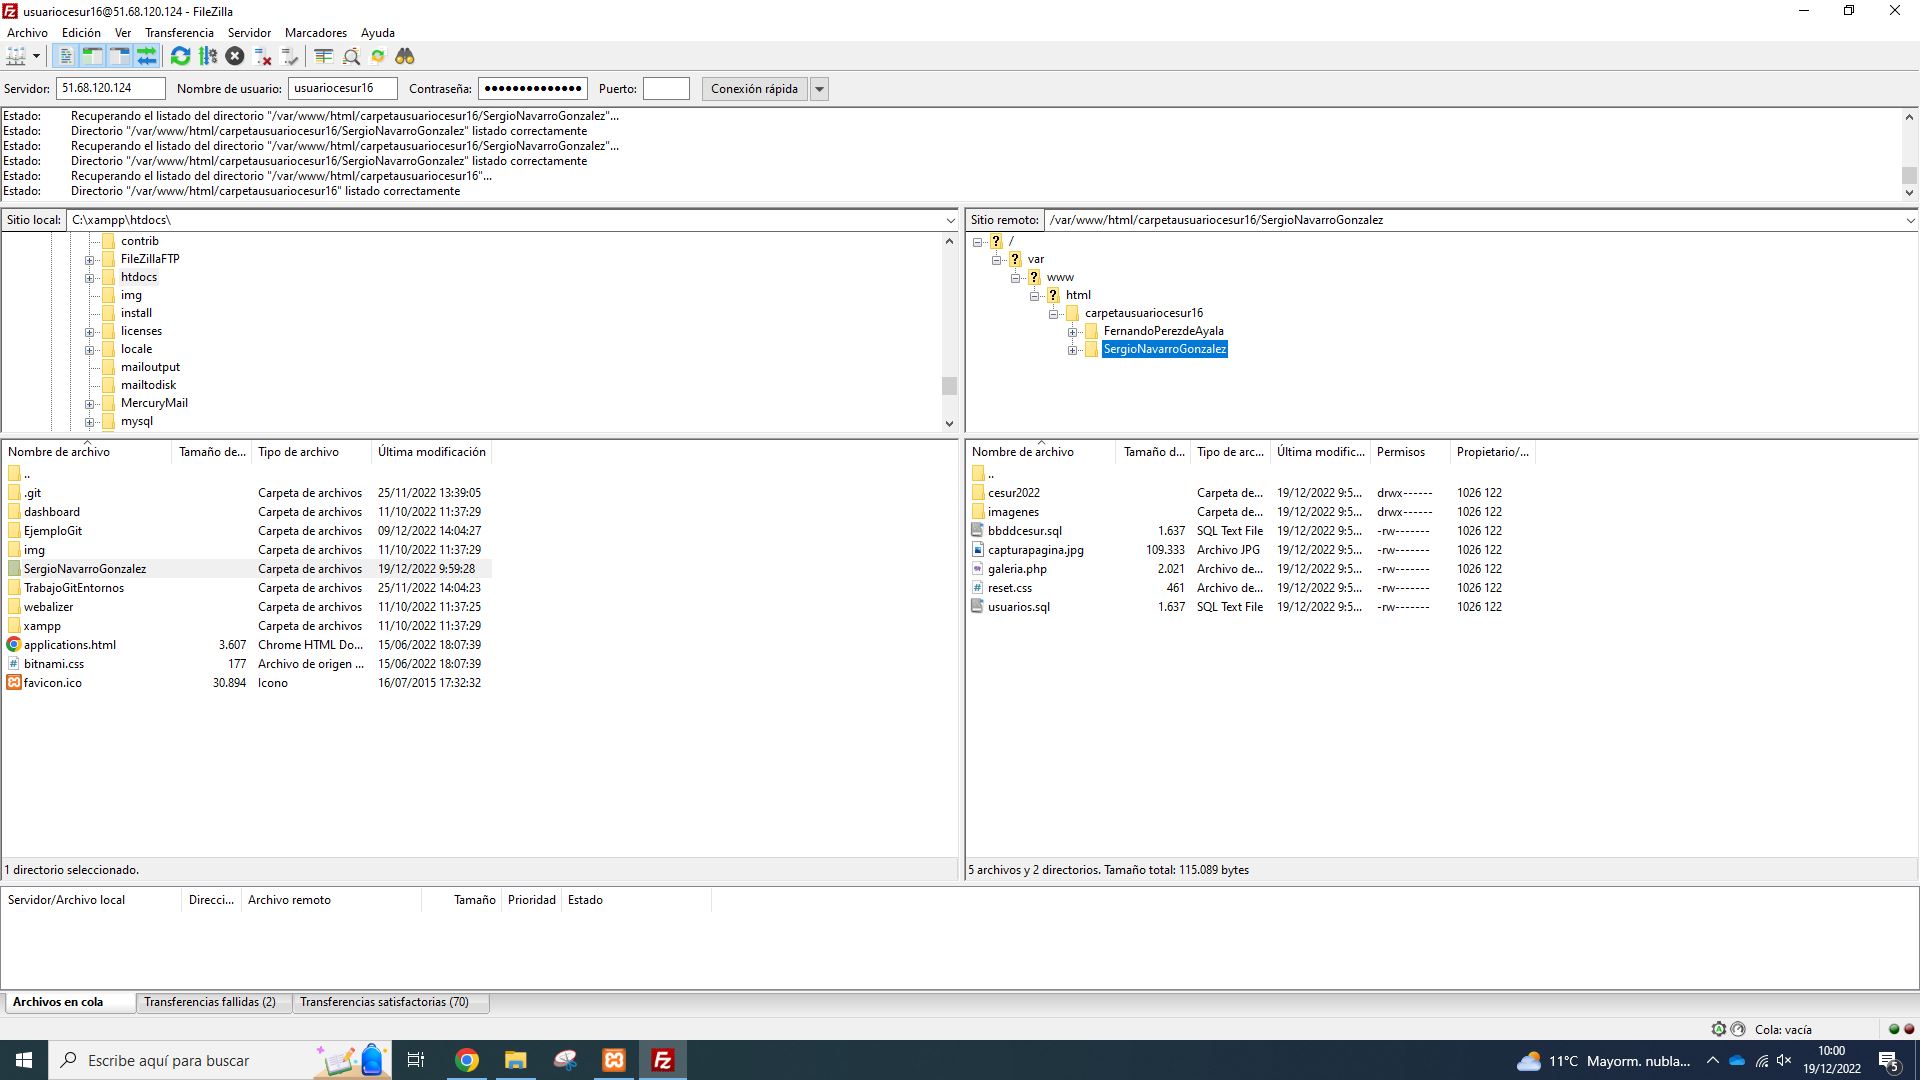 usuariocesur16@51.68.120.124 - FileZilla
Archivo Edición Ver Transferencia Servidor Marcadores Ayuda
Servidor: 51.68.120.124 Nombre de usuario: usuariocesur16 Contraseña: ●●●●●●●●●●●●●● Puerto: Conexión rápida
Estado: Recuperando el listado del directorio "/var/www/html/carpetausuariocesur16/SergioNavarroGonzalez"...
Estado: Directorio "/var/www/html/carpetausuariocesur16/SergioNavarroGonzalez" listado correctamente
Estado: Recuperando el listado del directorio "/var/www/html/carpetausuariocesur16/SergioNavarroGonzalez"...
Estado: Directorio "/var/www/html/carpetausuariocesur16/SergioNavarroGonzalez" listado correctamente
Estado: Recuperando el listado del directorio "/var/www/html/carpetausuariocesur16"...
Estado: Directorio "/var/www/html/carpetausuariocesur16" listado correctamente
Sitio local: C:\xampp\htdocs\
contrib
FileZillaFTP
htdocs
img
install
licenses
locale
mailoutput
mailtodisk
MercuryMail
mysql
Sitio remoto: /var/www/html/carpetausuariocesur16/SergioNavarroGonzalez
/
var
www
html
carpetausuariocesur16
FernandoPerezdeAyala
SergioNavarroGonzalez
Nombre de archivo Tamaño de... Tipo de archivo Última modificación
..
.git Carpeta de archivos 25/11/2022 13:39:05
dashboard Carpeta de archivos 11/10/2022 11:37:29
EjemploGit Carpeta de archivos 09/12/2022 14:04:27
img Carpeta de archivos 11/10/2022 11:37:29
SergioNavarroGonzalez Carpeta de archivos 19/12/2022 9:59:28
TrabajoGitEntornos Carpeta de archivos 25/11/2022 14:04:23
webalizer Carpeta de archivos 11/10/2022 11:37:25
xampp Carpeta de archivos 11/10/2022 11:37:29
applications.html 3.607 Chrome HTML Do... 15/06/2022 18:07:39
bitnami.css 177 Archivo de origen ... 15/06/2022 18:07:39
favicon.ico 30.894 Icono 16/07/2015 17:32:32
1 directorio seleccionado.
Nombre de archivo Tamaño d... Tipo de arc... Última modific... Permisos Propietario/...
..
cesur2022 Carpeta de... 19/12/2022 9:5... drwx------ 1026 122
imagenes Carpeta de... 19/12/2022 9:5... drwx------ 1026 122
bbddcesur.sql 1.637 SQL Text File 19/12/2022 9:5... -rw------- 1026 122
capturapagina.jpg 109.333 Archivo JPG 19/12/2022 9:5... -rw------- 1026 122
galeria.php 2.021 Archivo de... 19/12/2022 9:5... -rw------- 1026 122
reset.css 461 Archivo de... 19/12/2022 9:5... -rw------- 1026 122
usuarios.sql 1.637 SQL Text File 19/12/2022 9:5... -rw------- 1026 122
5 archivos y 2 directorios. Tamaño total: 115.089 bytes
Servidor/Archivo local Direcci... Archivo remoto Tamaño Prioridad Estado
Archivos en cola Transferencias fallidas (2) Transferencias satisfactorias (70)
Cola: vacía
Escribe aquí para buscar
11°C Mayorm. nubla...
10:00
19/12/2022
5